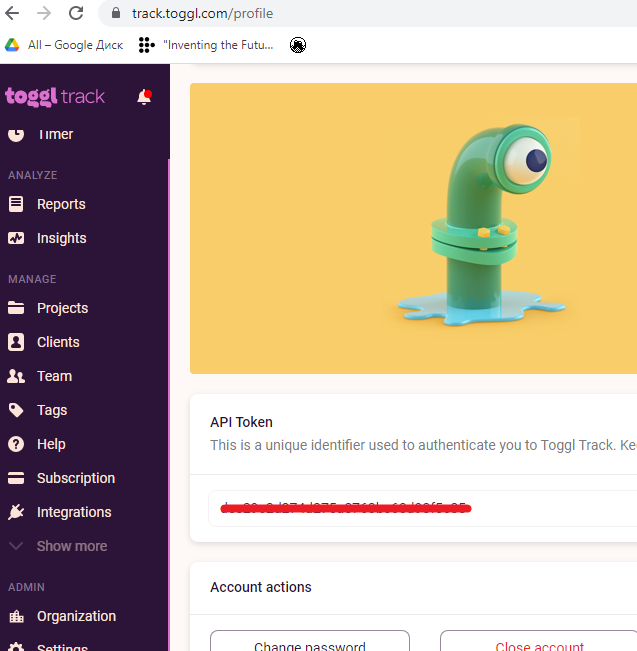 track.toggl.com/profile
All – Google Диск
"Inventing the Futu...
toggl track
Timer
ANALYZE
Reports
Insights
MANAGE
Projects
Clients
Team
Tags
Help
Subscription
Integrations
Show more
ADMIN
Organization
Settings
API Token
This is a unique identifier used to authenticate you to Toggl Track. Ke
Account actions
Change password
Close account